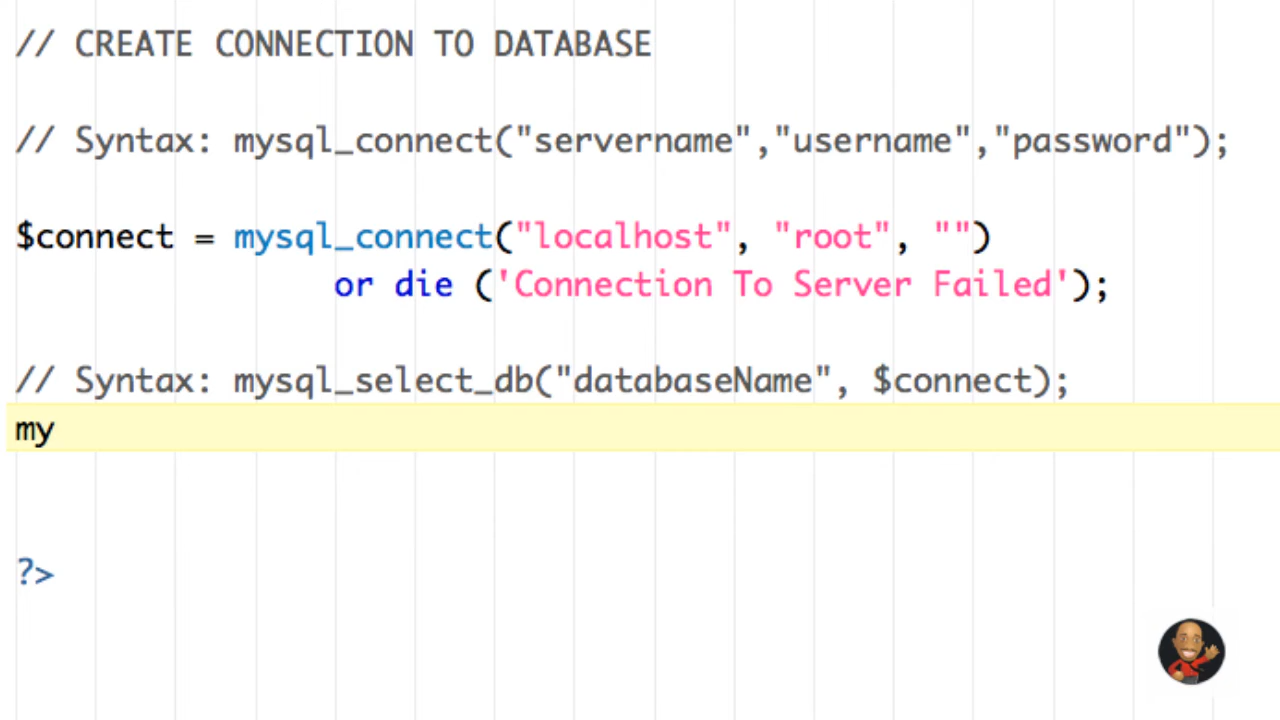 // CREATE CONNECTION TO DATABASE
// Syntax: mysql_connect("servername","username","password");
$connect = mysql_connect("localhost", "root", "")
or die ('Connection To Server Failed');
// Syntax: mysql_select_db("databaseName", $connect);
my
?>